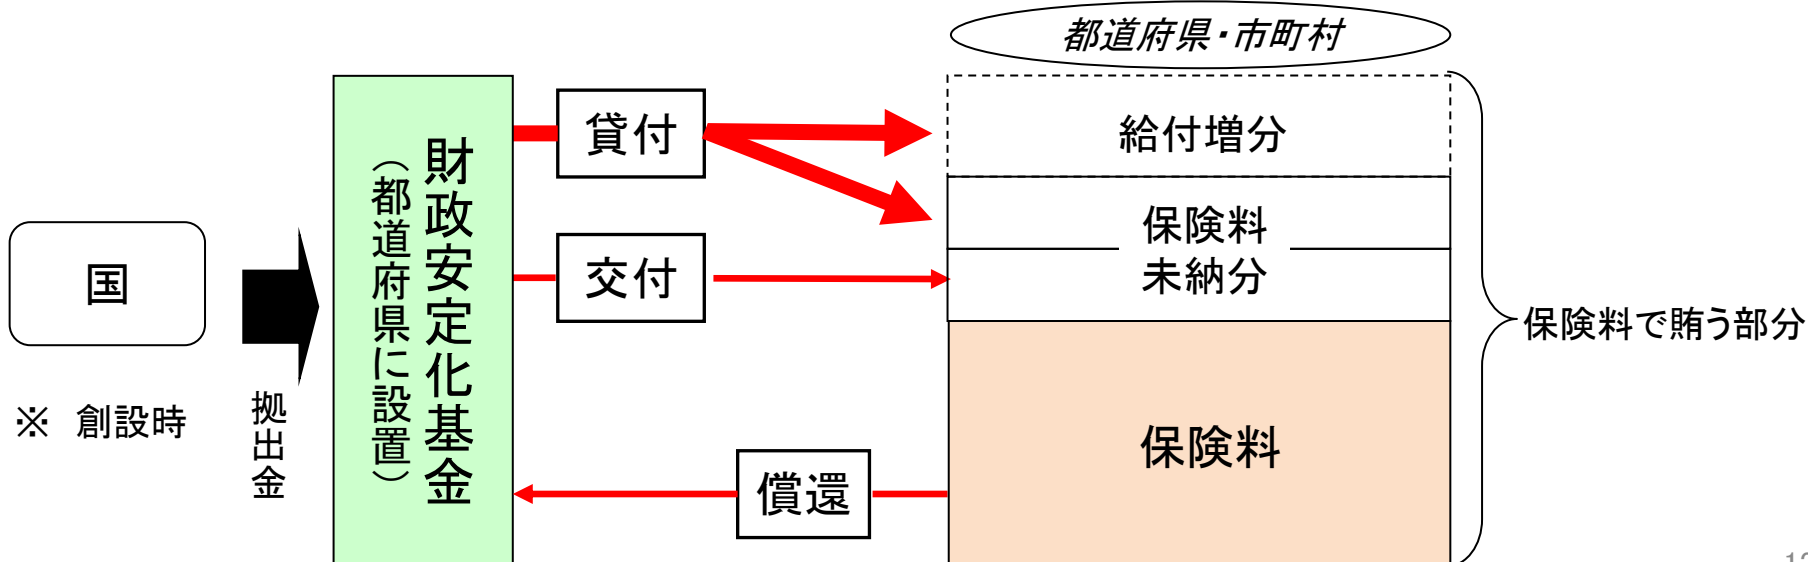 都道府県・市町村
財政安定化基金
（都道府県に設置）
貸付
給付増分
保険料
未納分
国
交付
保険料で賄う部分
※　創設時
拠出金
保険料
償還